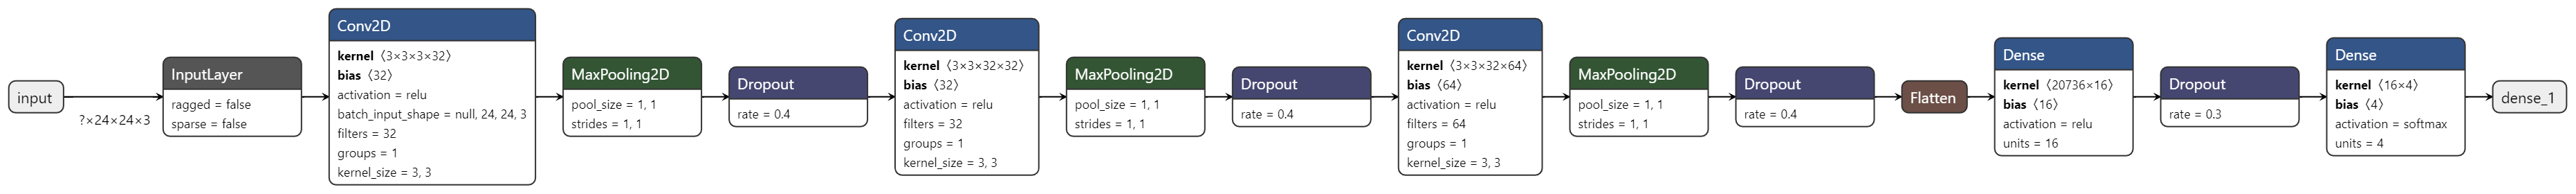 input
?×24×24×3
InputLayer
ragged = false
sparse = false
Conv2D
kernel 〈3×3×3×32〉
bias 〈32〉
activation = relu
batch_input_shape = null, 24, 24, 3
filters = 32
groups = 1
kernel_size = 3, 3
MaxPooling2D
pool_size = 1, 1
strides = 1, 1
Dropout
rate = 0.4
Conv2D
kernel 〈3×3×32×32〉
bias 〈32〉
activation = relu
filters = 32
groups = 1
kernel_size = 3, 3
MaxPooling2D
pool_size = 1, 1
strides = 1, 1
Dropout
rate = 0.4
Conv2D
kernel 〈3×3×32×64〉
bias 〈64〉
activation = relu
filters = 64
groups = 1
kernel_size = 3, 3
MaxPooling2D
pool_size = 1, 1
strides = 1, 1
Dropout
rate = 0.4
Flatten
Dense
kernel 〈20736×16〉
bias 〈16〉
activation = relu
units = 16
Dropout
rate = 0.3
Dense
kernel 〈16×4〉
bias 〈4〉
activation = softmax
units = 4
dense_1